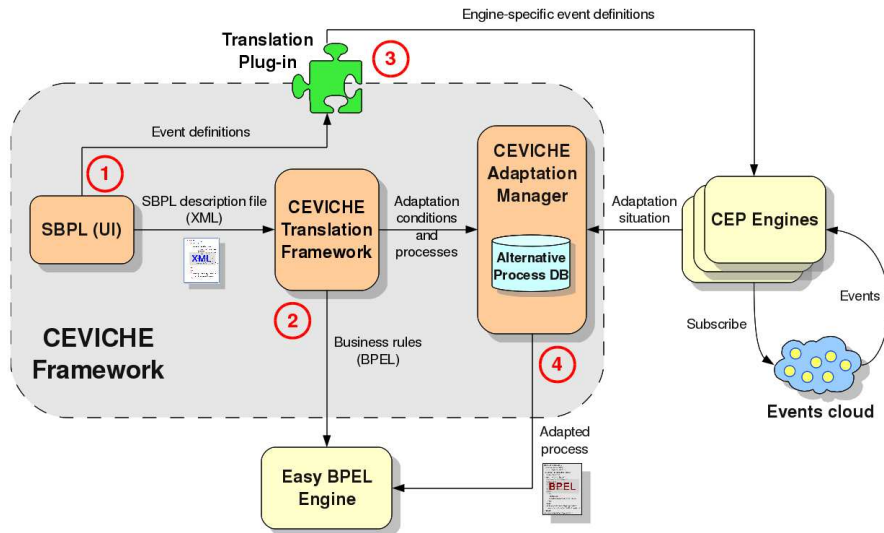 Engine-specific event definitions
Translation
Plug-in
3
Event definitions
1
SBPL (UI)
SBPL description file
(XML)
XML
CEVICHE
Translation
Framework
Adaptation
conditions
and
processes
CEVICHE
Adaptation
Manager
Alternative
Process DB
Adaptation
situation
CEP Engines
2
Business rules
(BPEL)
4
Subscribe
Events
Events cloud
CEVICHE
Framework
Adapted
process
BPEL
Easy BPEL
Engine